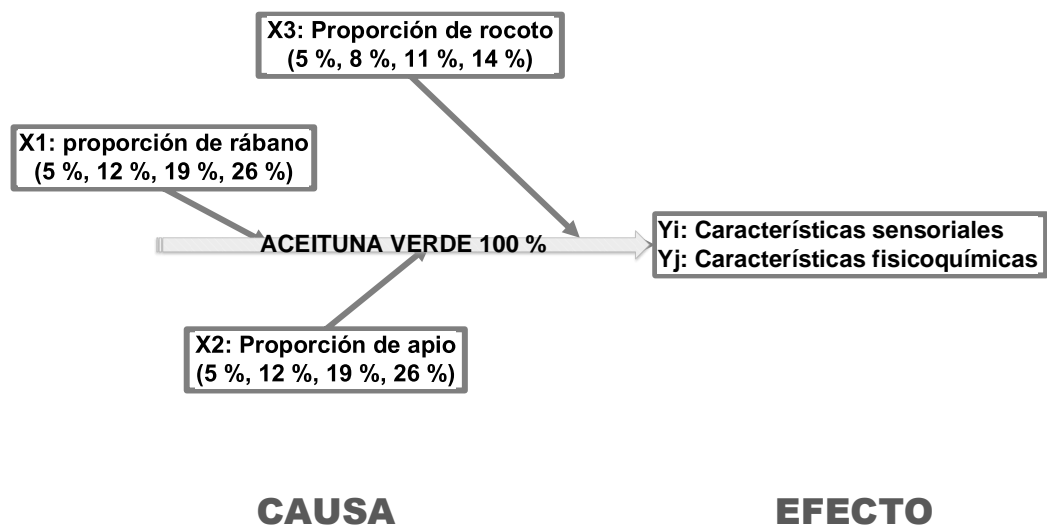 X3: Proporción de rocoto
(5 %, 8 %, 11 %, 14 %)
X1: proporción de rábano
(5 %, 12 %, 19 %, 26 %)
ACEITUNA VERDE 100 %
Yi: Características sensoriales
Yj: Características fisicoquímicas
X2: Proporción de apio
(5 %, 12 %, 19 %, 26 %)
CAUSA
EFECTO